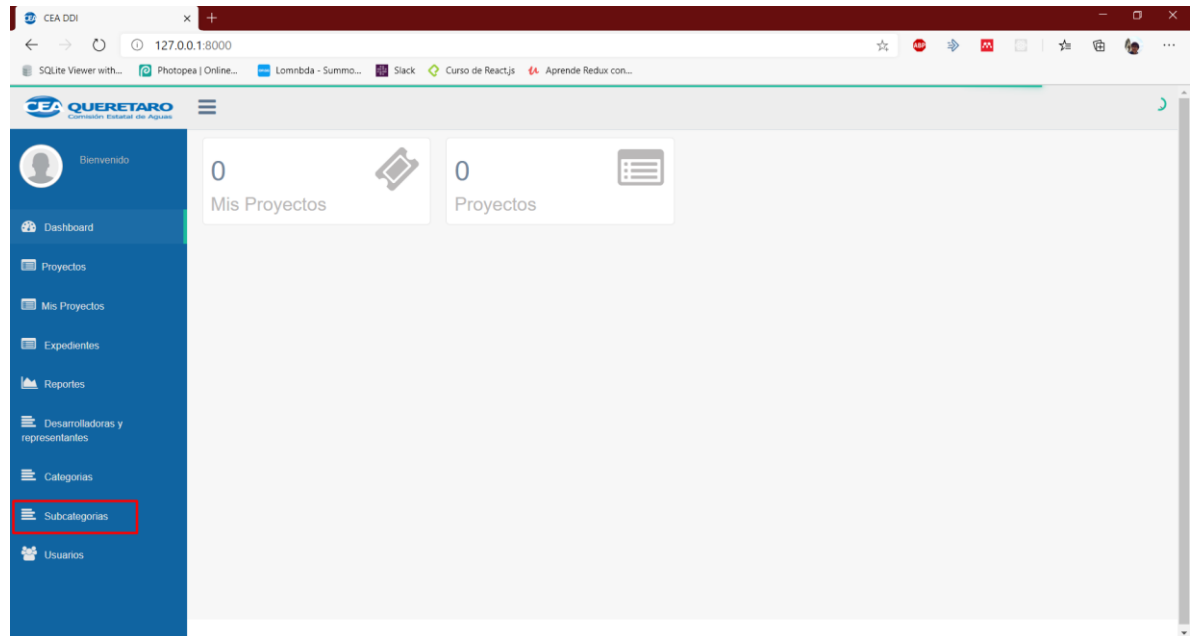 CEA DDI
127.0.0.1:8000
SQLite Viewer with...
Photopea | Online...
Lomnbda - Summo...
Slack
Curso de React.js
Aprende Redux con...
ABP
CEA QUERETARO
Comisión Estatal de Aguas
Bienvenido
0
Mis Proyectos
0
Proyectos
Dashboard
Proyectos
Mis Proyectos
Expedientes
Reportes
Desarrolladoras y
representantes
Categorias
Subcategorias
Usuarios